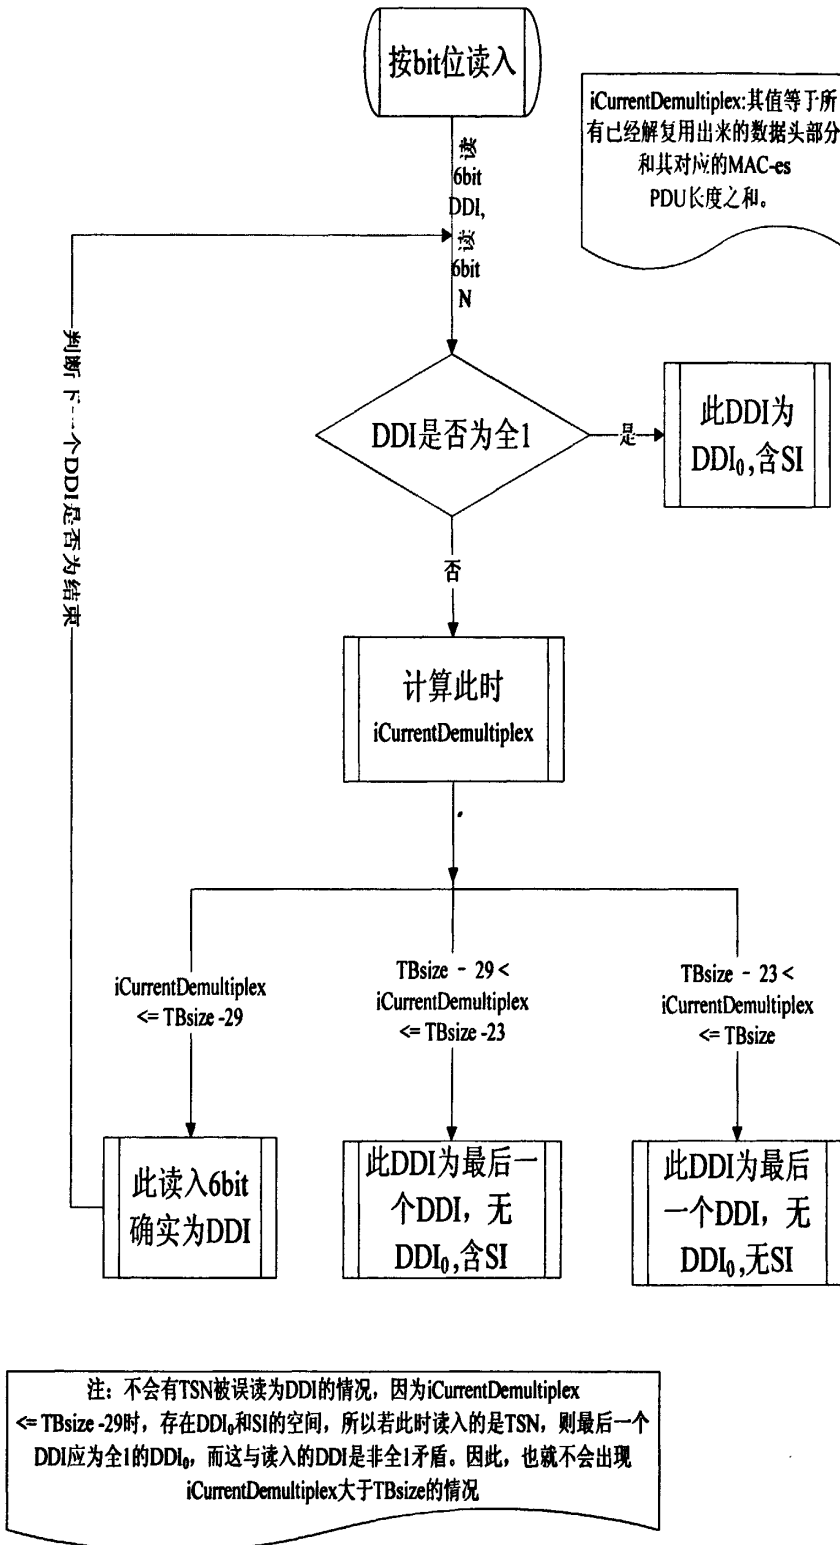 按bit位读入
iCurrentDemultiplex:其值等于所
有已经解复用出来的数据头部分
和其对应的MAC-es
PDU长度之和。
读
6bit
DDI,
读
6bit
N
判断下一个DDI是否为结束
DDI是否为全1
是
此DDI为
DDI₀,含SI
否
计算此时
iCurrentDemultiplex
iCurrentDemultiplex
<= TBsize -29
TBsize - 29 <
iCurrentDemultiplex
<= TBsize -23
TBsize - 23 <
iCurrentDemultiplex
<= TBsize
此读入6bit
确实为DDI
此DDI为最后一
个DDI，无
DDI₀,含SI
此DDI为最后
一个DDI，无
DDI₀,无SI
注：不会有TSN被误读为DDI的情况，因为iCurrentDemultiplex
<= TBsize -29时，存在DDI₀和SI的空间，所以若此时读入的是TSN，则最后一个
DDI应为全1的DDI₀，而这与读入的DDI是非全1矛盾。因此，也就不会出现
iCurrentDemultiplex大于TBsize的情况